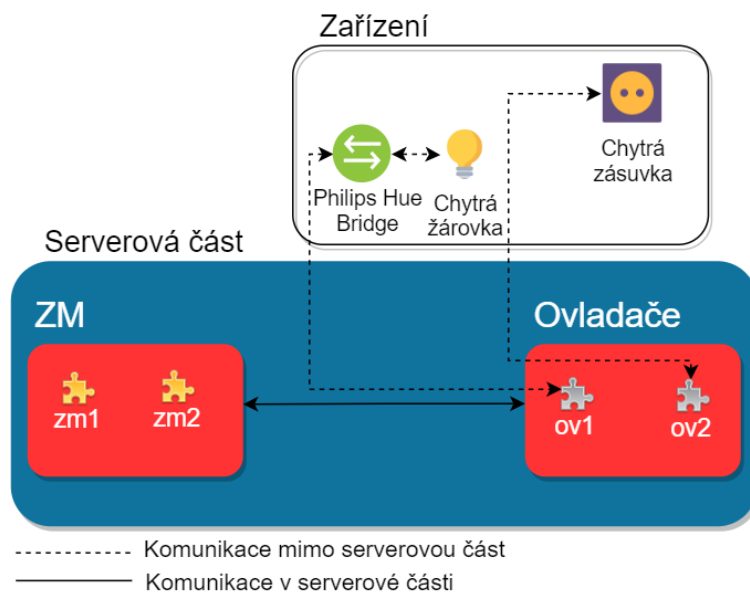 Zařízení
Philips Hue
Bridge
Chytrá
žárovka
Chytrá
zásuvka
Serverová část
ZM
zm1
zm2
Ovladače
ov1
ov2
Komunikace mimo serverovou část
Komunikace v serverové části